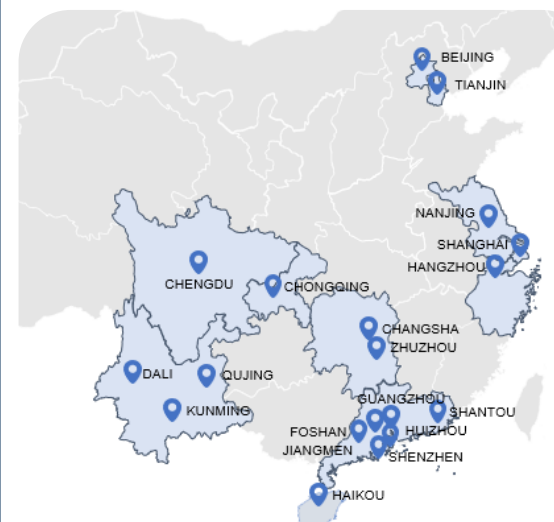 BEIJING
TIANJIN
NANJING
SHANGHAI
HANGZHOU
CHENGDU
CHONGQING
CHANGSHA
ZHUZHOU
DALI
QUJING
KUNMING
GUANGZHOU
SHANTOU
FOSHAN
HUIZHOU
JIANGMEN
SHENZHEN
HAIKOU